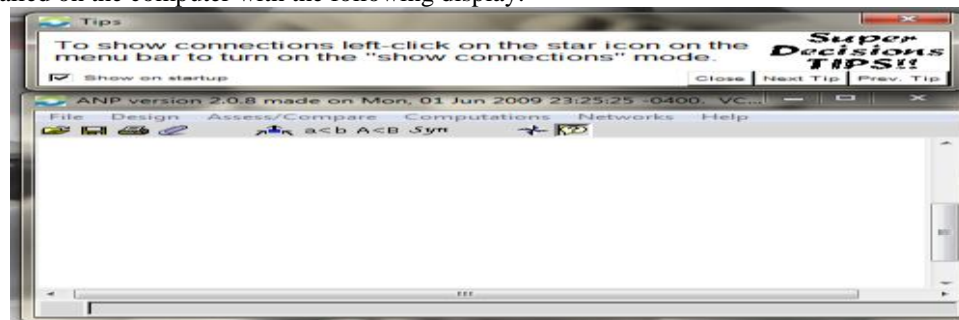 on the computer with the following display:
Tips
To show connections left-click on the star icon on the
menu bar to turn on the "show connections" mode.
Super
Decisions
TIPS!!
Show on startup
Close Next Tip Prev. Tip
ANP version 2.0.8 made on Mon, 01 Jun 2009 23:25:25 -0400. VC...
File Design Assess/Compare Computations Networks Help
a<b A<B Syn